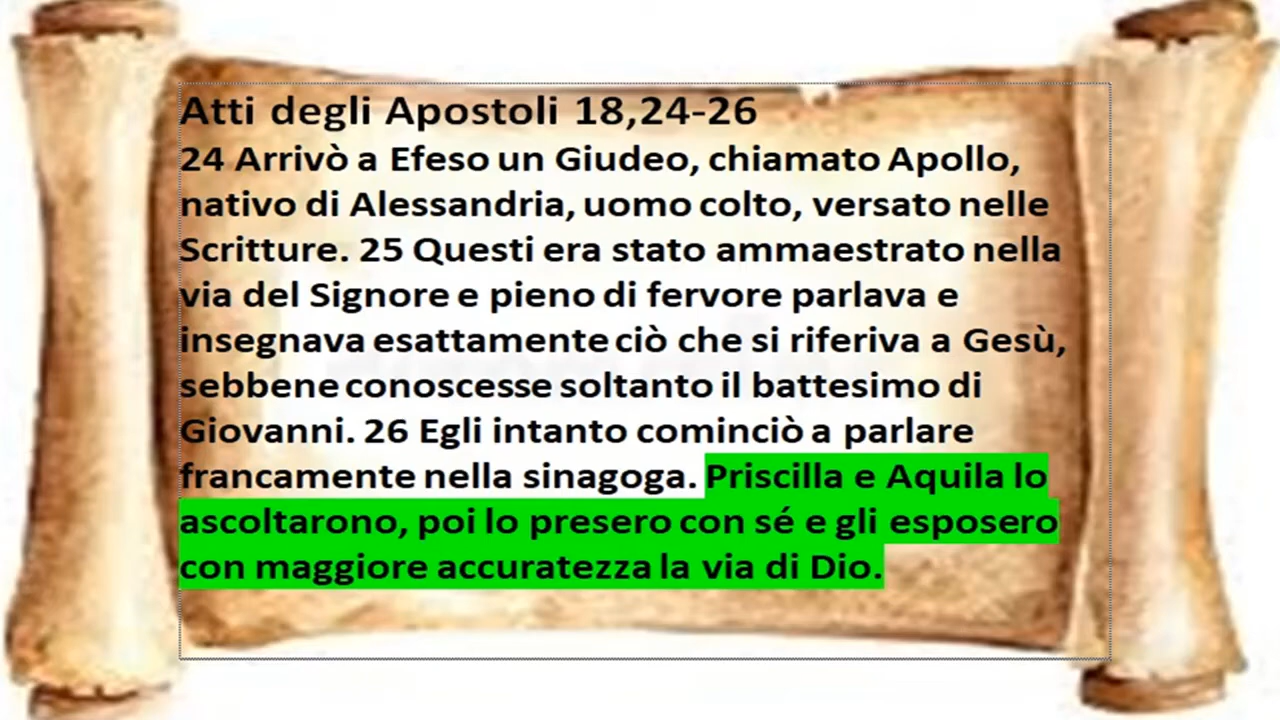 Atti degli Apostoli 18,24-26
24 Arrivò a Efeso un Giudeo, chiamato Apollo,
nativo di Alessandria, uomo colto, versato nelle
Scritture. 25 Questi era stato ammaestrato nella
via del Signore e pieno di fervore parlava e
insegnava esattamente ciò che si riferiva a Gesù,
sebbene conoscesse soltanto il battesimo di
Giovanni. 26 Egli intanto cominciò a parlare
francamente nella sinagoga. Priscilla e Aquila lo
ascoltarono, poi lo presero con sé e gli esposero
con maggiore accuratezza la via di Dio.